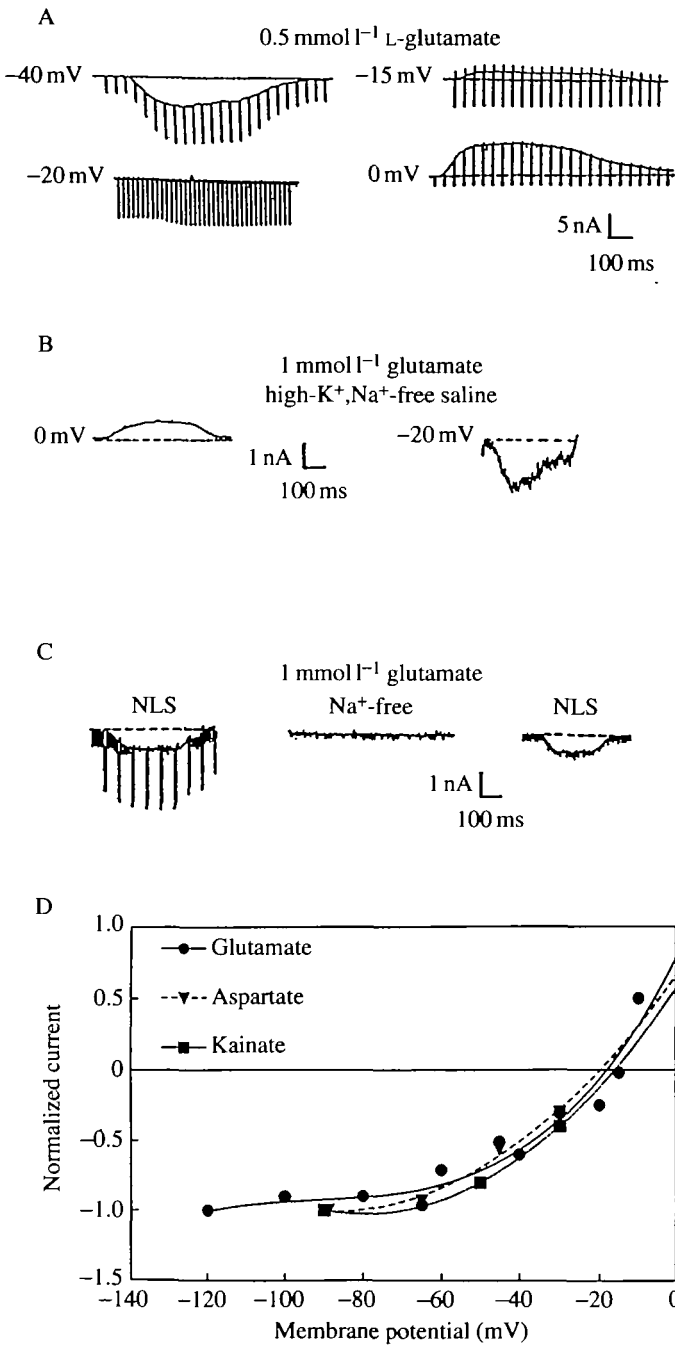 A
0.5 mmol l⁻¹ L-glutamate
−40 mV
−15 mV
−20 mV
0 mV
5 nA
100 ms
B
1 mmol l⁻¹ glutamate
high-K⁺,Na⁺-free saline
0 mV
−20 mV
1 nA
100 ms
C
1 mmol l⁻¹ glutamate
NLS
Na⁺-free
NLS
1 nA
100 ms
D
1.0
Glutamate
0.5
Aspartate
Kainate
0
−0.5
−1.0
−1.5
Normalized current
−140 −120 −100 −80 −60 −40 −20 0
Membrane potential (mV)